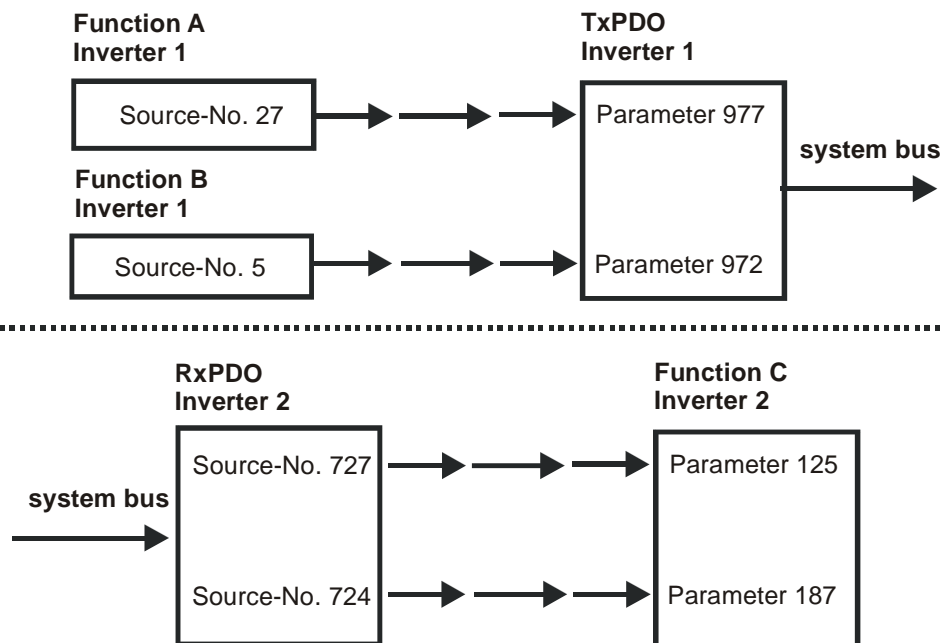 Function A
Inverter 1
TxPDO
Inverter 1
Source-No. 27
Parameter 977
system bus
Function B
Inverter 1
Source-No. 5
Parameter 972
RxPDO
Inverter 2
Function C
Inverter 2
Source-No. 727
Parameter 125
system bus
Source-No. 724
Parameter 187